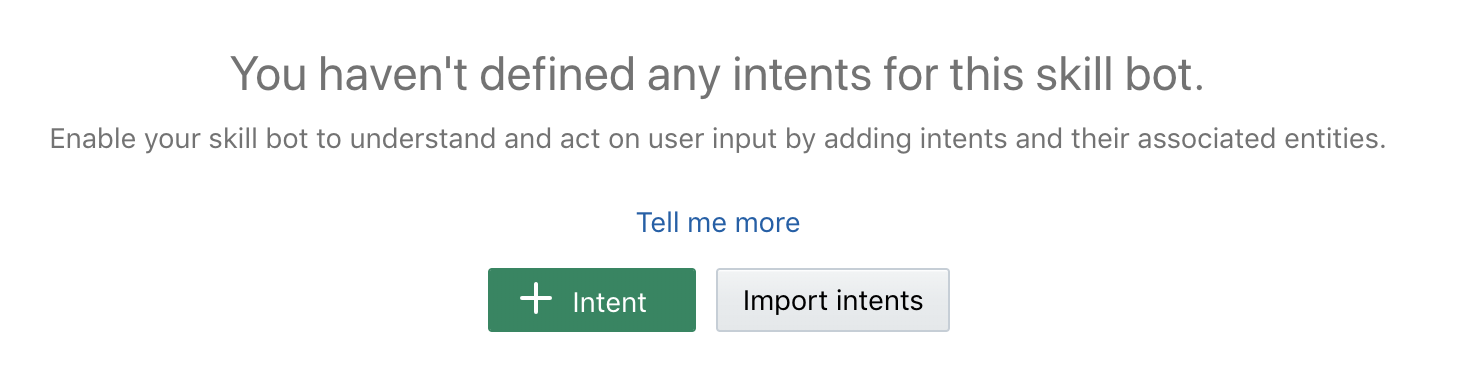 You haven't defined any intents for this skill bot.
Enable your skill bot to understand and act on user input by adding intents and their associated entities.
Tell me more
+ Intent
Import intents